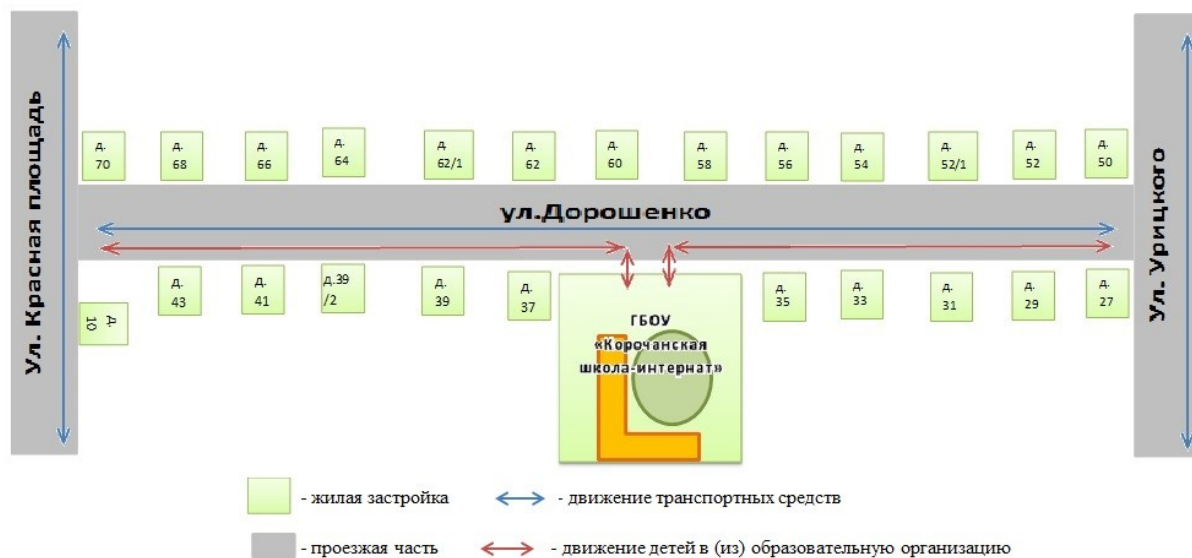 Ул. Красная площадь
д.
70
д.
68
д.
66
д.
64
д.
62/1
д.
62
д.
60
д.
58
д.
56
д.
54
д.
52/1
д.
52
д.
50
ул.Дорошенко
Ул. Урицкого
д.
10
д.
43
д.
41
д.39
/2
д.
39
д.
37
ГБОУ
«Корочанская
школа-интернат»
д.
35
д.
33
д.
31
д.
29
д.
27
- жилая застройка
- движение транспортных средств
- проезжая часть
- движение детей в (из) образовательную организацию